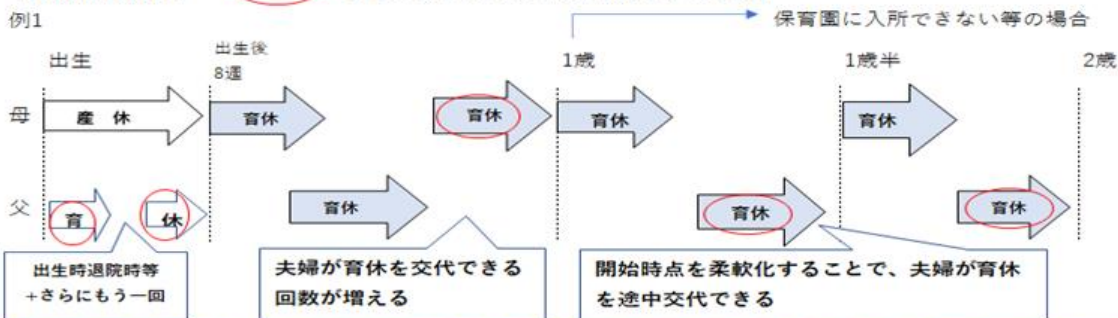 例1
保育園に入所できない等の場合
出生
出生後
8週
1歳
1歳半
2歳
母
産 休
育休
育休
育休
育休
父
育
休
育休
育休
育休
出生時退院時等
+さらにもう一回
夫婦が育休を交代できる
回数が増える
開始時点を柔軟化することで、夫婦が育休
を途中交代できる